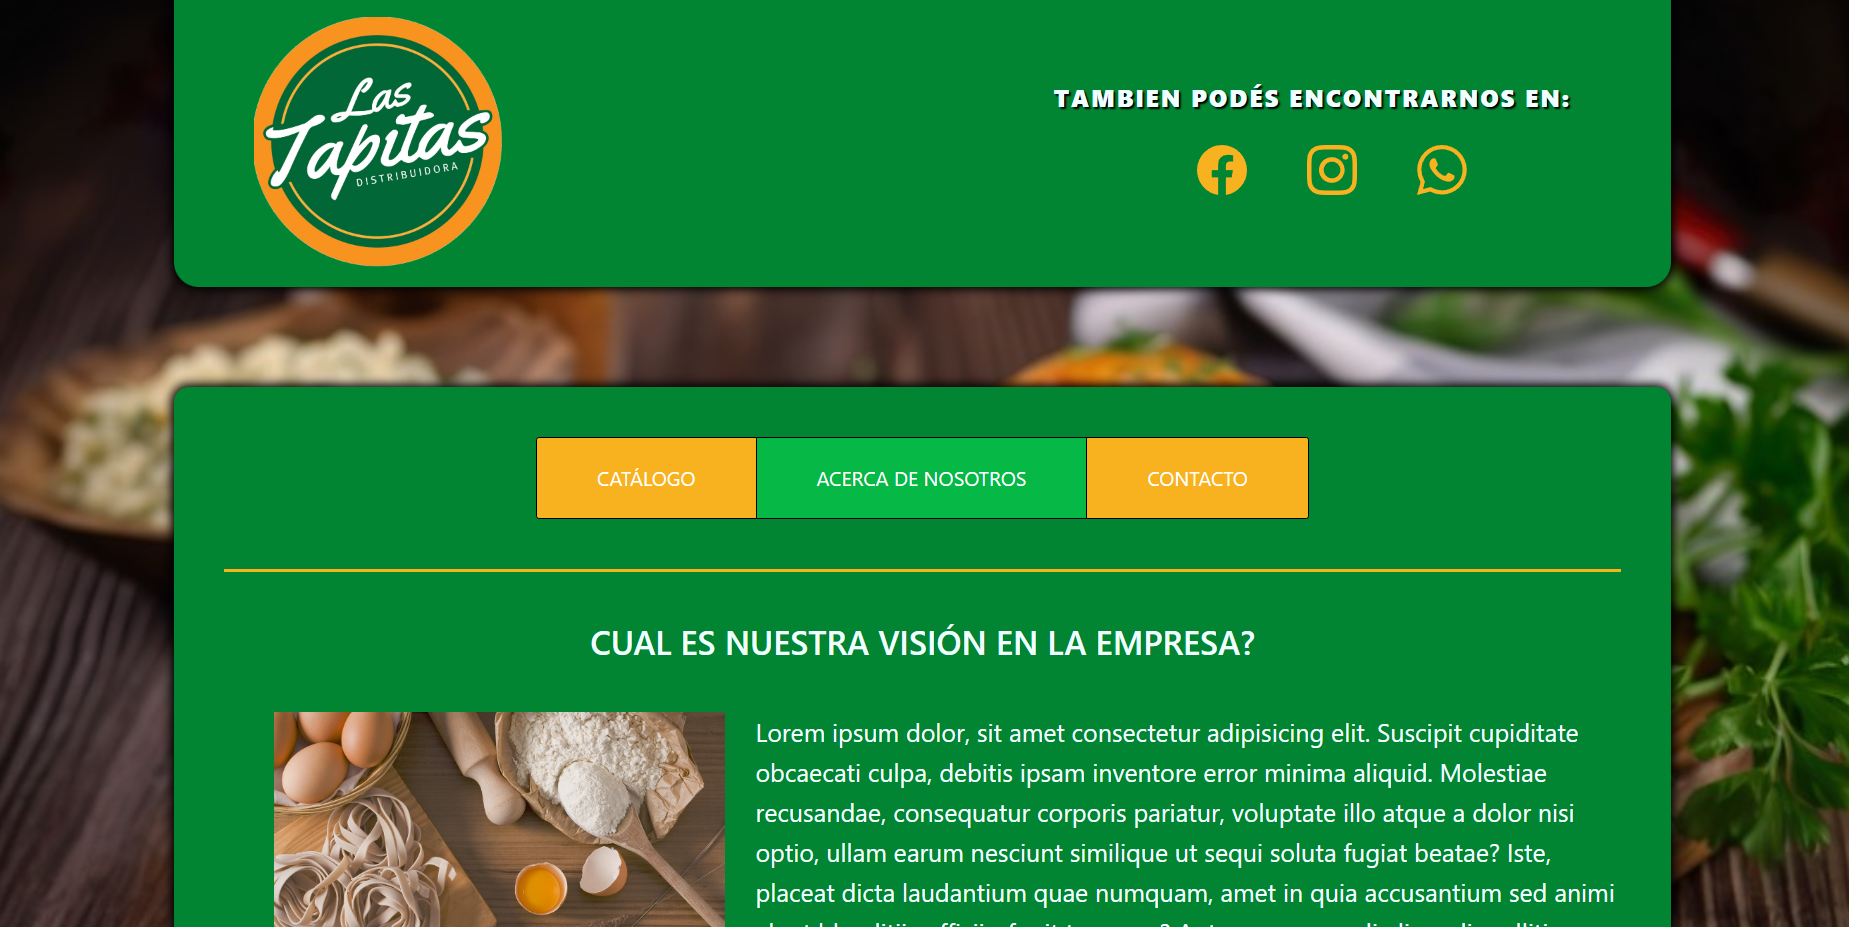 Las
Tapitas
DISTRIBUIDORA
TAMBIEN PODÉS ENCONTRARNOS EN:
CATÁLOGO
ACERCA DE NOSOTROS
CONTACTO
CUAL ES NUESTRA VISIÓN EN LA EMPRESA?
Lorem ipsum dolor, sit amet consectetur adipisicing elit. Suscipit cupiditate
obcaecati culpa, debitis ipsam inventore error minima aliquid. Molestiae
recusandae, consequatur corporis pariatur, voluptate illo atque a dolor nisi
optio, ullam earum nesciunt similique ut sequi soluta fugiat beatae? Iste,
placeat dicta laudantium quae numquam, amet in quia accusantium sed animi